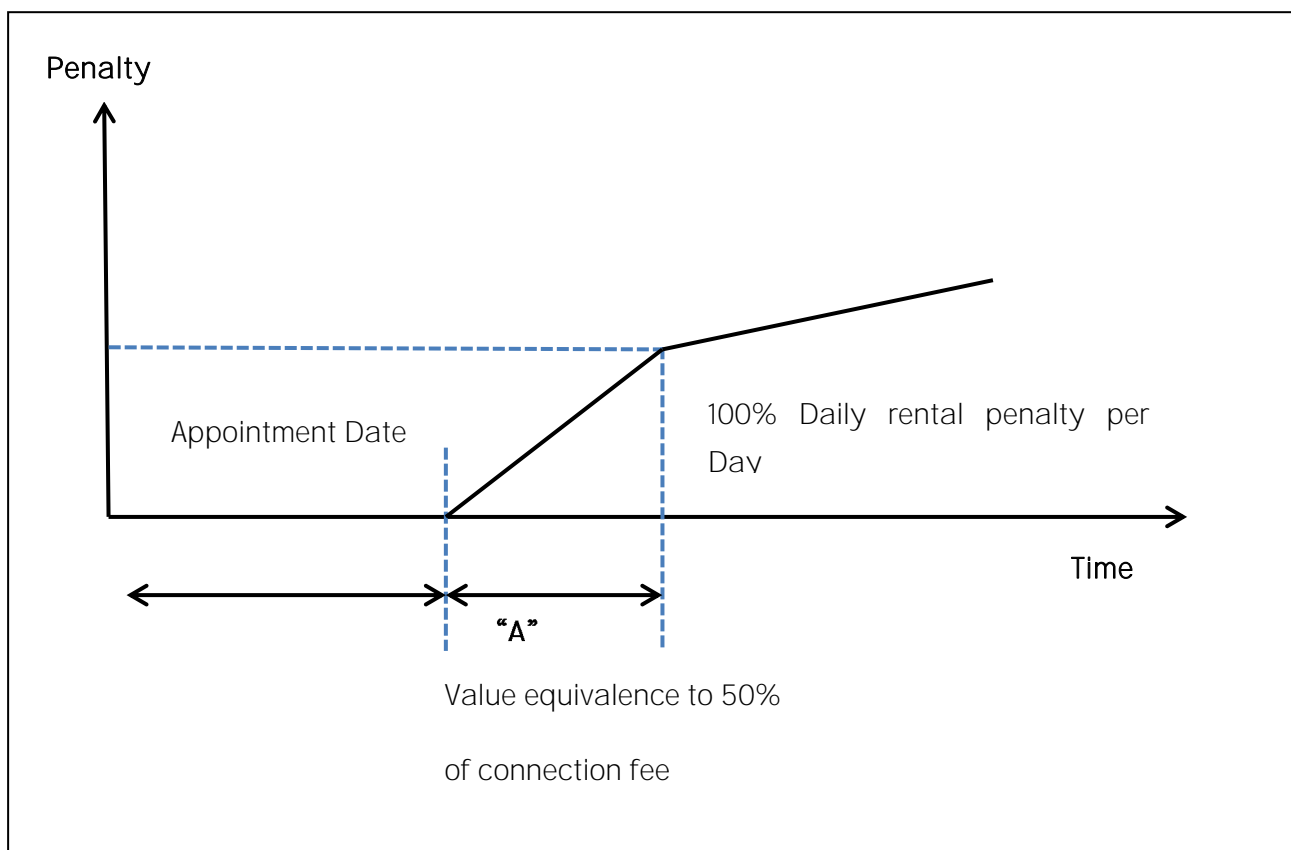 Penalty
Appointment Date
100% Daily rental penalty per
Day
Time
“A”
Value equivalence to 50%
of connection fee